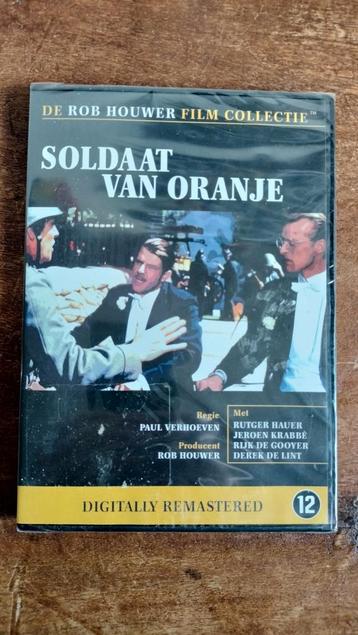 DE ROB HOUWER FILM COLLECTIE™
SOLDAAT
VAN ORANJE
Regie
PAUL VERHOEVEN
Producent
ROB HOUWER
Met
RUTGER HAUER
JEROEN KRABBÉ
RIJK DE GOOYER
DEREK DE LINT
DIGITALLY REMASTERED
12